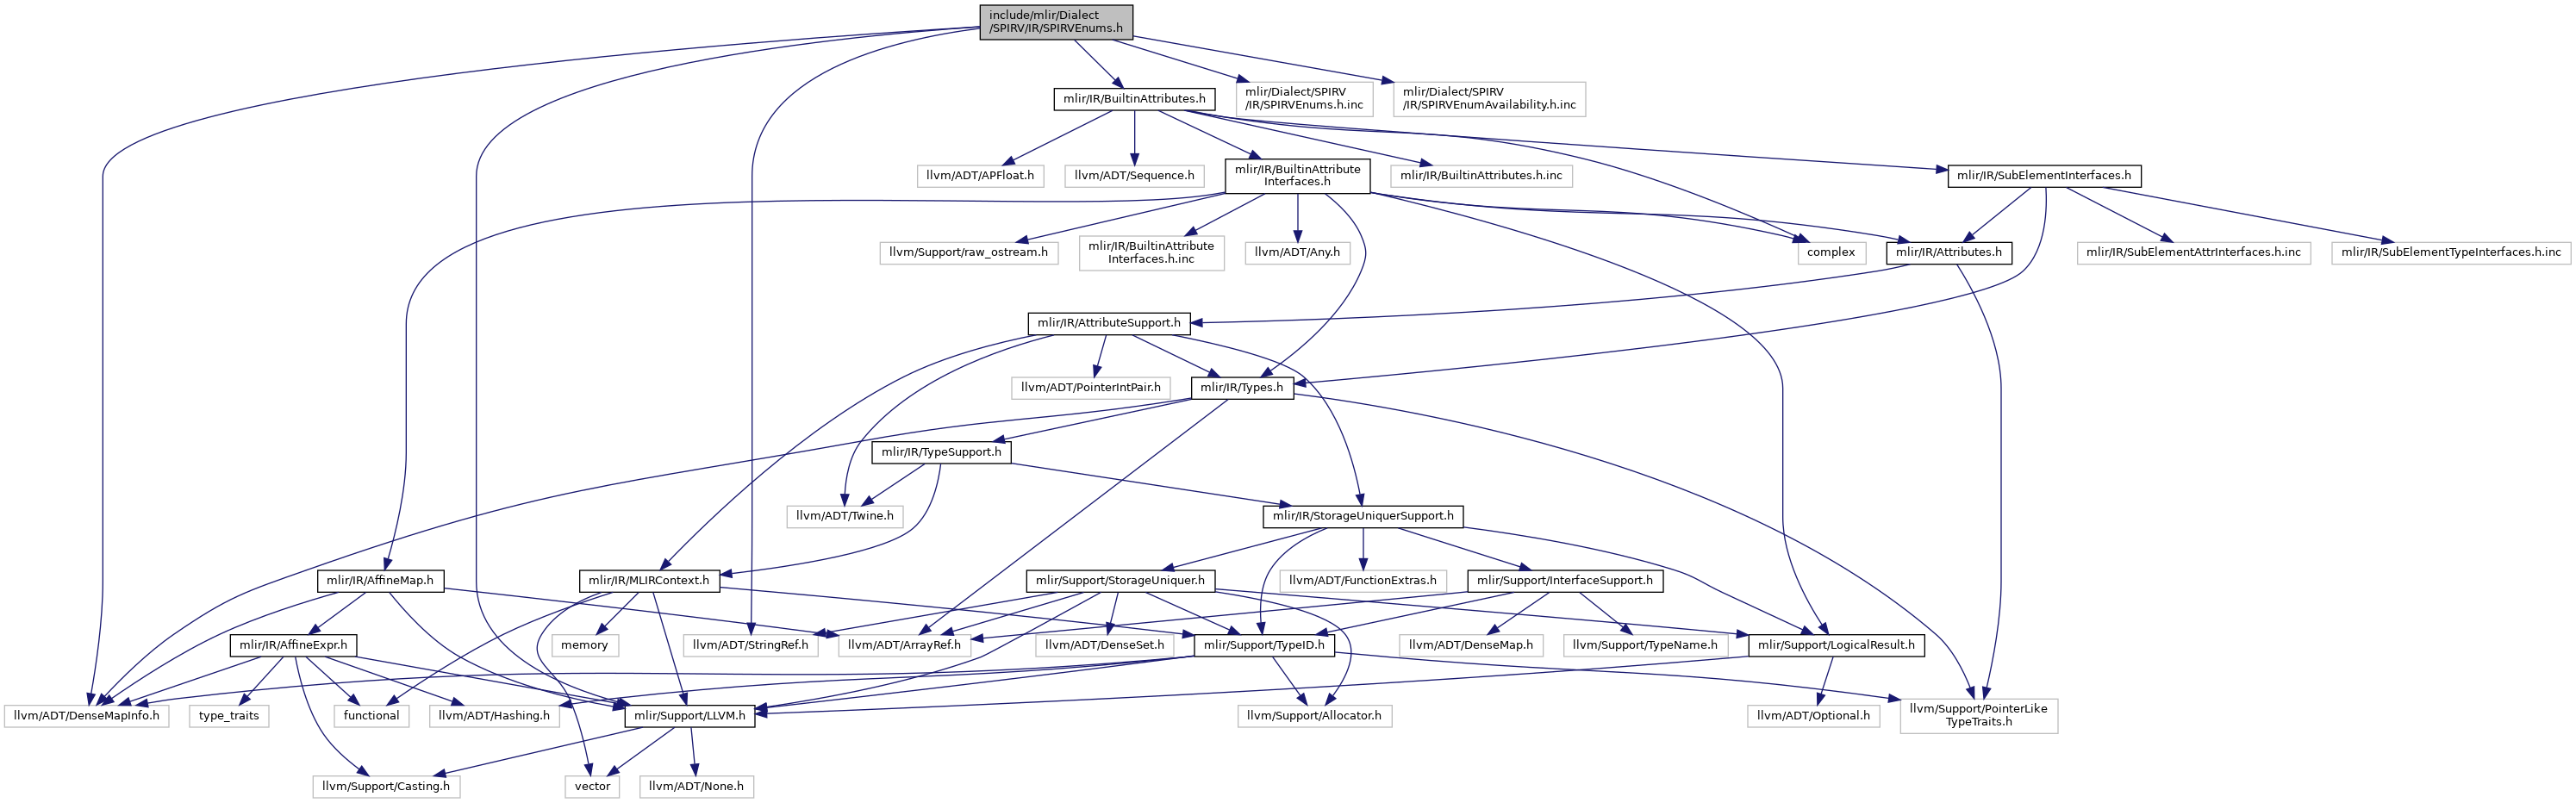 include/mlir/Dialect
/SPIRV/IR/SPIRVEnums.h
mlir/IR/BuiltinAttributes.h
mlir/Dialect/SPIRV
/IR/SPIRVEnums.h.inc
mlir/Dialect/SPIRV
/IR/SPIRVEnumAvailability.h.inc
llvm/ADT/APFloat.h
llvm/ADT/Sequence.h
mlir/IR/BuiltinAttribute
Interfaces.h
mlir/IR/BuiltinAttributes.h.inc
mlir/IR/SubElementInterfaces.h
llvm/Support/raw_ostream.h
mlir/IR/BuiltinAttribute
Interfaces.h.inc
llvm/ADT/Any.h
complex
mlir/IR/Attributes.h
mlir/IR/SubElementAttrInterfaces.h.inc
mlir/IR/SubElementTypeInterfaces.h.inc
mlir/IR/AttributeSupport.h
llvm/ADT/PointerIntPair.h
mlir/IR/Types.h
mlir/IR/TypeSupport.h
llvm/ADT/Twine.h
mlir/IR/StorageUniquerSupport.h
mlir/IR/AffineMap.h
mlir/IR/MLIRContext.h
mlir/Support/StorageUniquer.h
llvm/ADT/FunctionExtras.h
mlir/Support/InterfaceSupport.h
mlir/IR/AffineExpr.h
memory
llvm/ADT/StringRef.h
llvm/ADT/ArrayRef.h
llvm/ADT/DenseSet.h
mlir/Support/TypeID.h
llvm/ADT/DenseMap.h
llvm/Support/TypeName.h
mlir/Support/LogicalResult.h
llvm/ADT/DenseMapInfo.h
type_traits
functional
llvm/ADT/Hashing.h
mlir/Support/LLVM.h
llvm/Support/Allocator.h
llvm/ADT/Optional.h
llvm/Support/PointerLike
TypeTraits.h
llvm/Support/Casting.h
vector
llvm/ADT/None.h